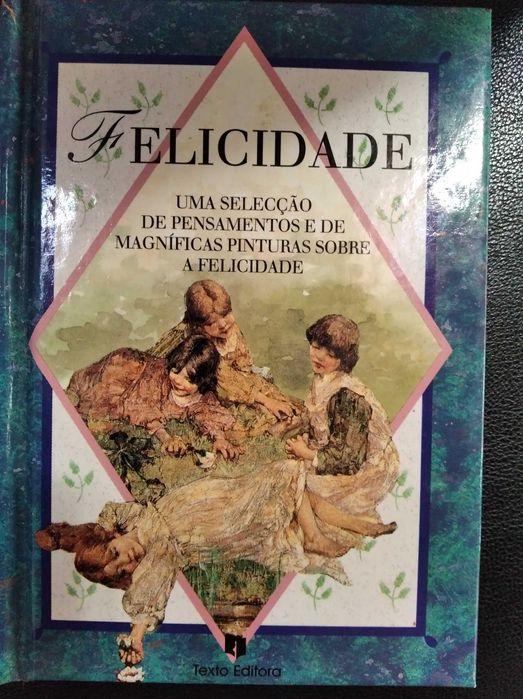 FELICIDADE
UMA SELECÇÃO
DE PENSAMENTOS E DE
MAGNÍFICAS PINTURAS SOBRE
A FELICIDADE
Texto Editora